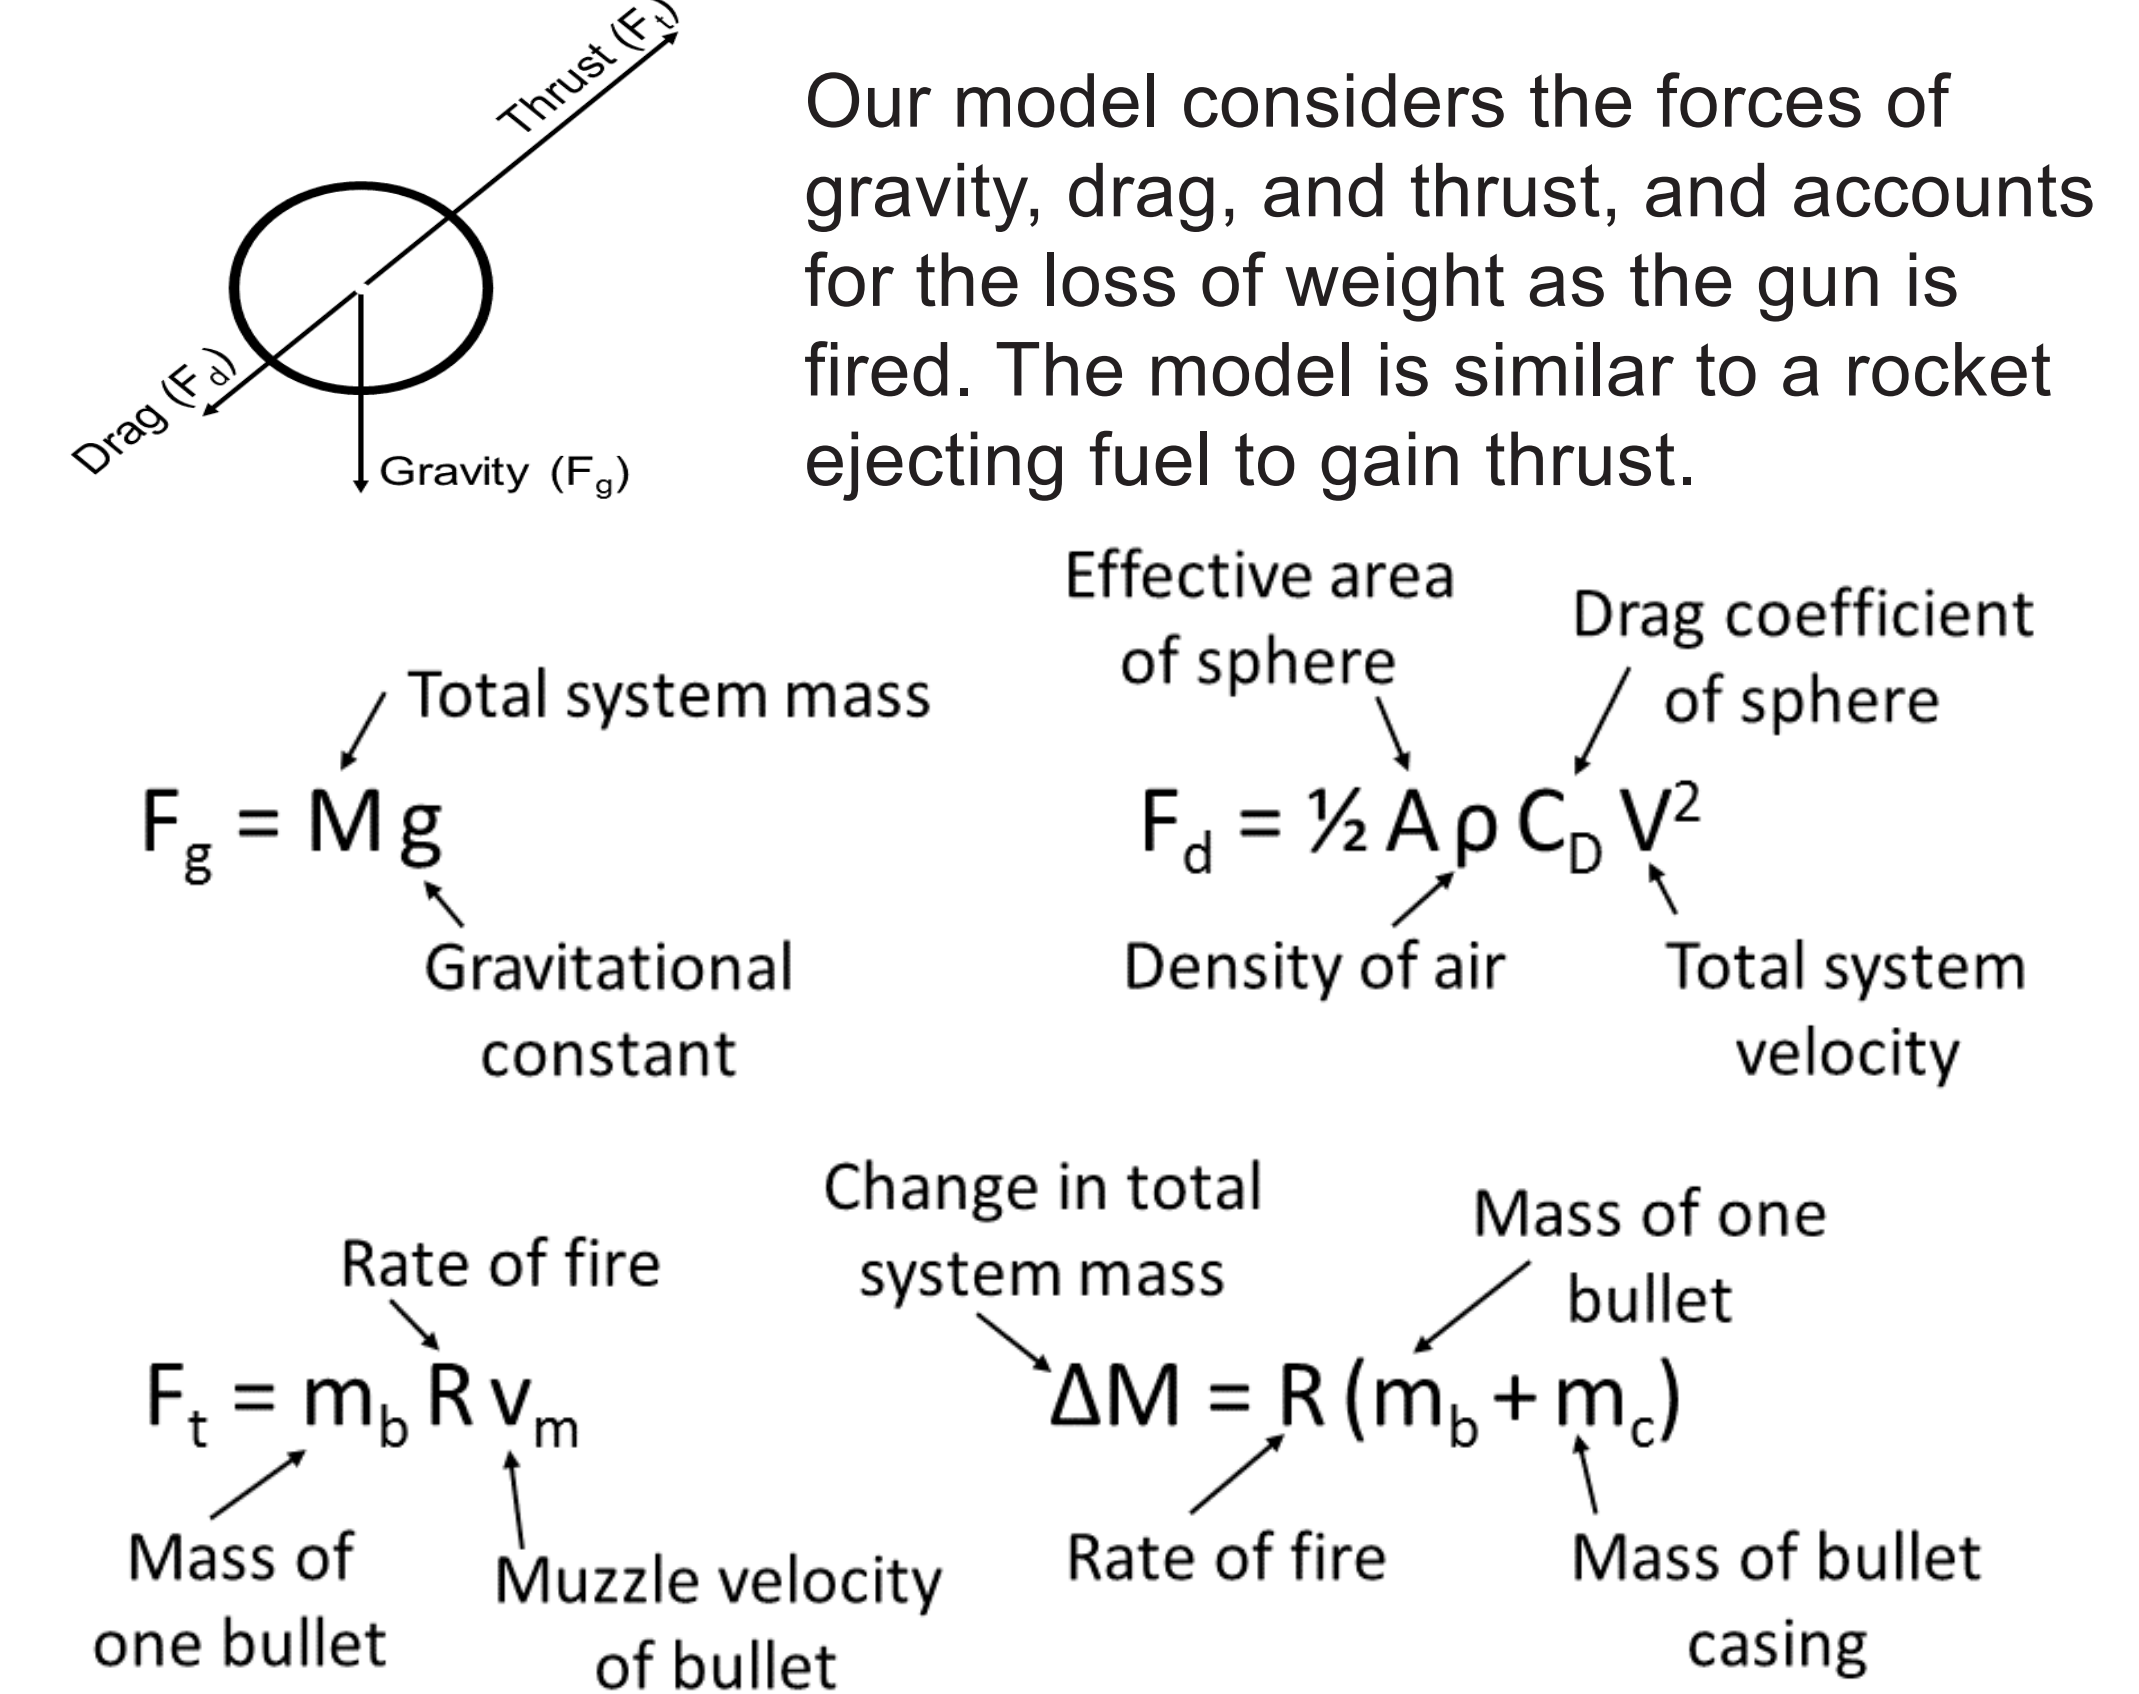 Thrust (Ft)
Drag (Fd)
Gravity (Fg)
Our model considers the forces of
gravity, drag, and thrust, and accounts
for the loss of weight as the gun is
fired. The model is similar to a rocket
ejecting fuel to gain thrust.
Total system mass
Fg = M g
Gravitational
constant
Effective area
of sphere
Drag coefficient
of sphere
Fd = ½ A ρ CD V²
Density of air
Total system
velocity
Rate of fire
Ft = mb R vm
Mass of
one bullet
Muzzle velocity
of bullet
Change in total
system mass
Mass of one
bullet
ΔM = R (mb + mc)
Rate of fire
Mass of bullet
casing